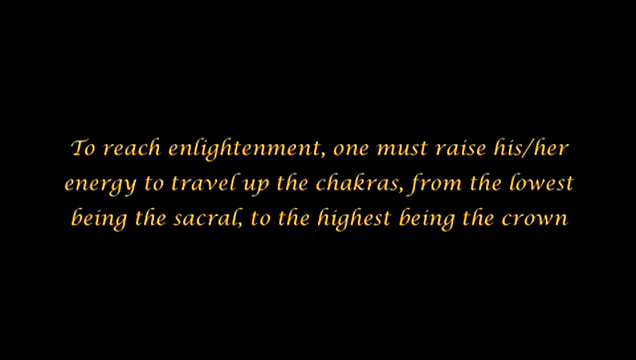 To reach enlightenment, one must raise his/her
energy to travel up the chakras, from the lowest
being the sacral, to the highest being the crown